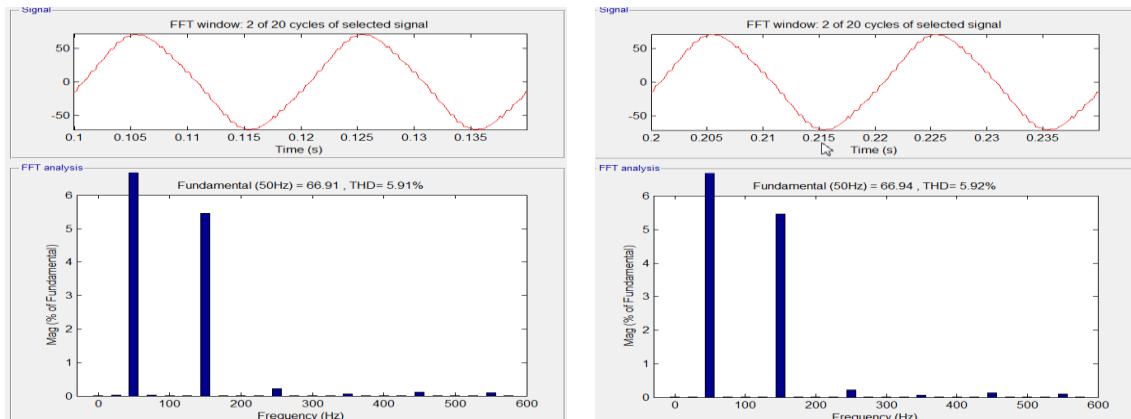 Signal
FFT window: 2 of 20 cycles of selected signal
50
0
-50
0.1 0.105 0.11 0.115 0.12 0.125 0.13 0.135
Time (s)
FFT analysis
Fundamental (50Hz) = 66.91 , THD= 5.91%
Mag (% of Fundamental)
6
5
4
3
2
1
0
0 100 200 300 400 500 600
Frequency (Hz)
Signal
FFT window: 2 of 20 cycles of selected signal
50
0
-50
0.2 0.205 0.21 0.215 0.22 0.225 0.23 0.235
Time (s)
FFT analysis
Fundamental (50Hz) = 66.94 , THD= 5.92%
Mag (% of Fundamental)
6
5
4
3
2
1
0
0 100 200 300 400 500 600
Frequency (Hz)